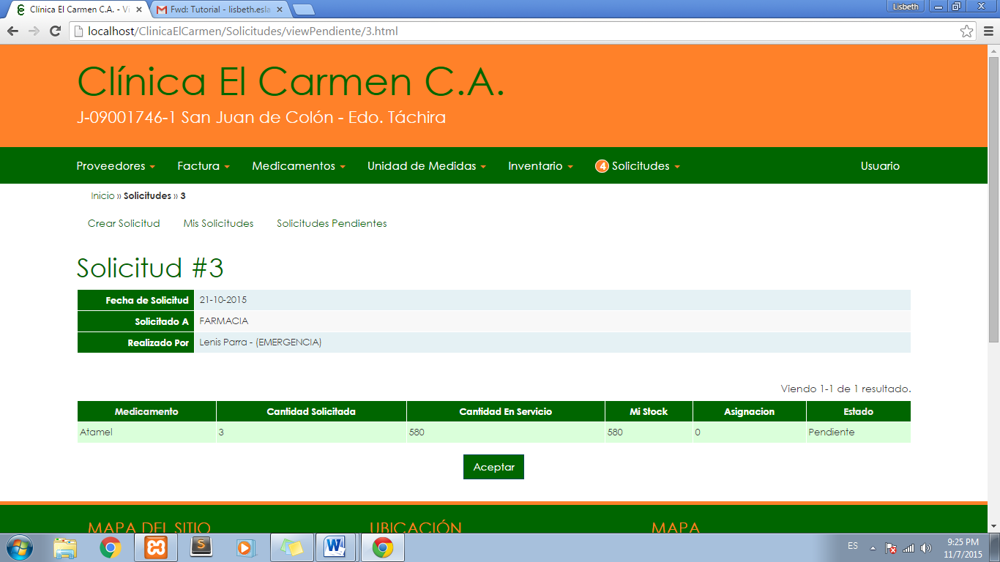 Clínica El Carmen C.A. - Vi
Fwd: Tutorial - lisbeth.esla
Lisbeth
localhost/ClinicaElCarmen/Solicitudes/viewPendiente/3.html
Clínica El Carmen C.A.
J-09001746-1 San Juan de Colón - Edo. Táchira
Proveedores Factura Medicamentos Unidad de Medidas Inventario 4 Solicitudes Usuario
Inicio » Solicitudes » 3
Crear Solicitud Mis Solicitudes Solicitudes Pendientes
Solicitud #3
Fecha de Solicitud 21-10-2015
Solicitado A FARMACIA
Realizado Por Lenis Parra - (EMERGENCIA)
Viendo 1-1 de 1 resultado.
Medicamento Cantidad Solicitada Cantidad En Servicio Mi Stock Asignacion Estado
Atamel 3 580 580 0 Pendiente
Aceptar
MAPA DEL SITIO UBICACIÓN MAPA
ES
9:25 PM
11/7/2015